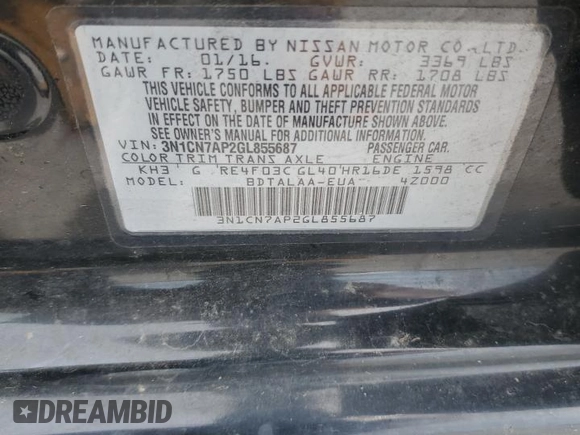 MANUFACTURED BY NISSAN MOTOR CO., LTD.
DATE: 01/16. GVWR: 3369 LBS
GAWR FR: 1750 LBS GAWR RR: 1708 LBS
THIS VEHICLE CONFORMS TO ALL APPLICABLE FEDERAL MOTOR
VEHICLE SAFETY, BUMPER AND THEFT PREVENTION STANDARDS
IN EFFECT ON THE DATE OF MANUFACTURE SHOWN ABOVE.
SEE OWNER'S MANUAL FOR ADDITIONAL INFORMATION.
VIN: 3N1CN7AP2GL855687 PASSENGER CAR.
COLOR TRIM TRANS AXLE ENGINE
KH3 G RE4F03C GL40 HR16DE 1598 CC
MODEL: BDTALAA-EUA 4Z000
3N1CN7AP2GL855687
DREAMBID